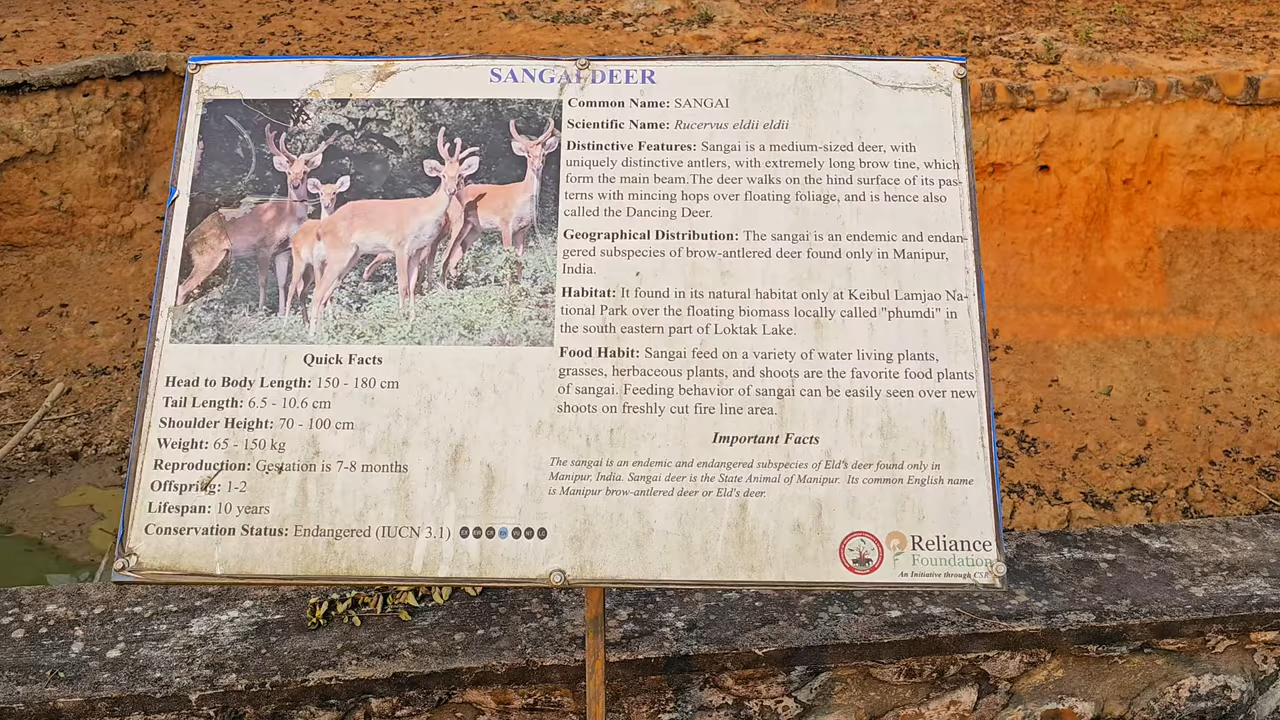 SANGAI DEER
Common Name: SANGAI
Scientific Name: Rucervus eldii eldii
Distinctive Features: Sangai is a medium-sized deer, with
uniquely distinctive antlers, with extremely long brow tine, which
form the main beam.The deer walks on the hind surface of its pas-
terns with mincing hops over floating foliage, and is hence also
called the Dancing Deer.
Geographical Distribution: The sangai is an endemic and endan-
gered subspecies of brow-antlered deer found only in Manipur,
India.
Habitat: It found in its natural habitat only at Keibul Lamjao Na-
tional Park over the floating biomass locally called "phumdi" in
the south eastern part of Loktak Lake.
Food Habit: Sangai feed on a variety of water living plants,
grasses, herbaceous plants, and shoots are the favorite food plants
of sangai. Feeding behavior of sangai can be easily seen over new
shoots on freshly cut fire line area.
Important Facts
The sangai is an endemic and endangered subspecies of Eld's deer found only in
Manipur, India. Sangai deer is the State Animal of Manipur. Its common English name
is Manipur brow-antlered deer or Eld's deer.
Quick Facts
Head to Body Length: 150 - 180 cm
Tail Length: 6.5 - 10.6 cm
Shoulder Height: 70 - 100 cm
Weight: 65 - 150 kg
Reproduction: Gestation is 7-8 months
Offspring: 1-2
Lifespan: 10 years
Conservation Status: Endangered (IUCN 3.1)
Reliance
Foundation
An Initiative through CSR